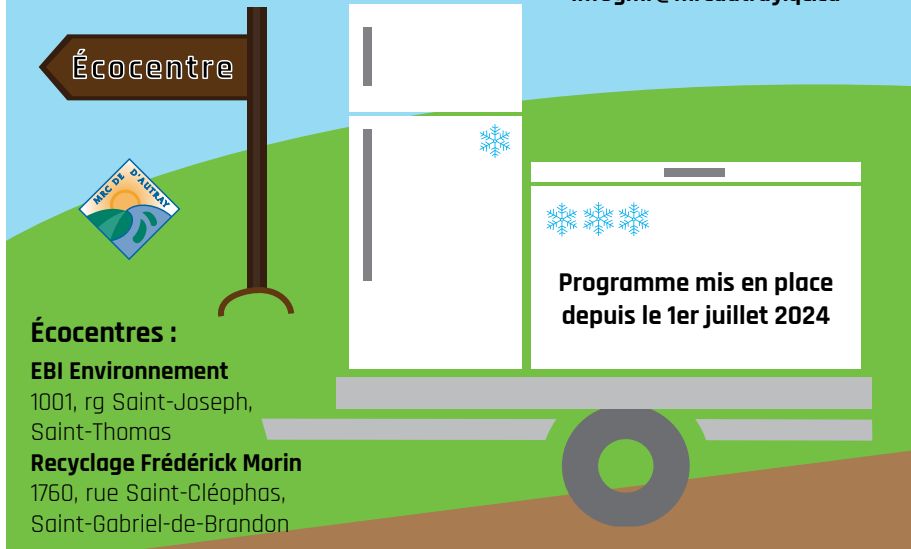 Écocentre
MRC DE D'AUTRAY
Programme mis en place
depuis le 1er juillet 2024
Écocentres :
EBI Environnement
1001, rg Saint-Joseph,
Saint-Thomas
Recyclage Frédérick Morin
1760, rue Saint-Cléophas,
Saint-Gabriel-de-Brandon